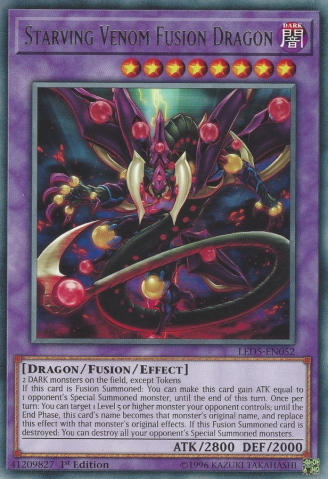 STARVING VENOM FUSION DRAGON
DARK
闇
LED5-EN052
[DRAGON/FUSION/EFFECT]
2 DARK monsters on the field, except Tokens
If this card is Fusion Summoned: You can make this card gain ATK equal to
1 opponent's Special Summoned monster, until the end of this turn. Once per
turn: You can target 1 Level 5 or higher monster your opponent controls; until the
End Phase, this card's name becomes that monster's original name, and replace
this effect with that monster's original effects. If this Fusion Summoned card is
destroyed: You can destroy all your opponent's Special Summoned monsters.
ATK/2800 DEF/2000
41209827 1st Edition ©1996 KAZUKI TAKAHASHI